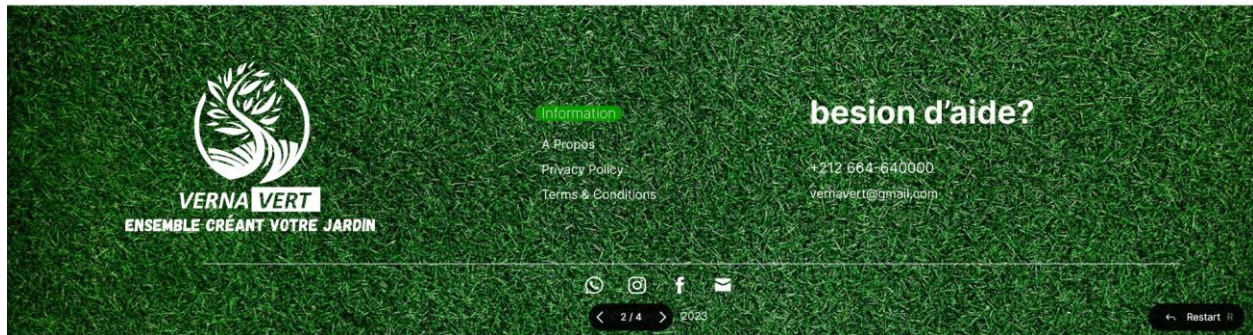 VERNA VERT
ENSEMBLE CRÉANT VOTRE JARDIN
Information
A Propos
Privacy Policy
Terms & Conditions
besion d'aide?
+212 664-640000
vernavert@gmail.com
2 / 4
2023
Restart R